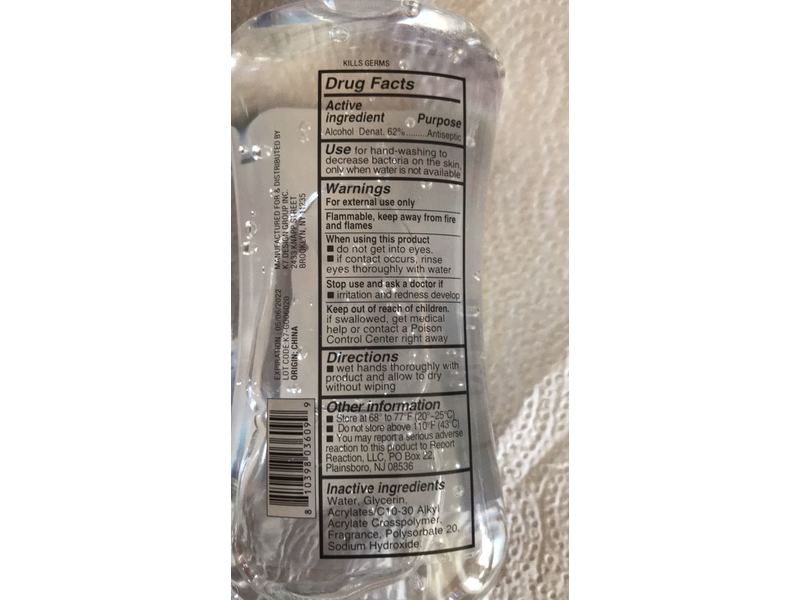 KILLS GERMS
Drug Facts
Active
ingredient Purpose
Alcohol Denat. 62%........Antiseptic
Use for hand-washing to
decrease bacteria on the skin,
only when water is not available
Warnings
For external use only
Flammable, keep away from fire
and flames
When using this product
■ do not get into eyes.
■ if contact occurs, rinse
eyes thoroughly with water
Stop use and ask a doctor if
■ irritation and redness develop
Keep out of reach of children.
if swallowed, get medical
help or contact a Poison
Control Center right away
Directions
■ wet hands thoroughly with
product and allow to dry
without wiping
Other information
■ Store at 68° to 77°F (20°-25°C)
■ Do not store above 110°F (43°C)
■ You may report a serious adverse
reaction to this product to Report
Reaction, LLC, PO Box 22,
Plainsboro, NJ 08536
Inactive ingredients
Water, Glycerin,
Acrylates/C10-30 Alkyl
Acrylate Crosspolymer,
Fragrance, Polysorbate 20,
Sodium Hydroxide.
MANUFACTURED FOR & DISTRIBUTED BY
K7 DESIGN GROUP INC.
2433 KNAPP STREET
BROOKLYN, NY 11235
EXPIRATION: 05/06/2022
LOT CODE:
ORIGIN: CHINA
8 10398 03609 9